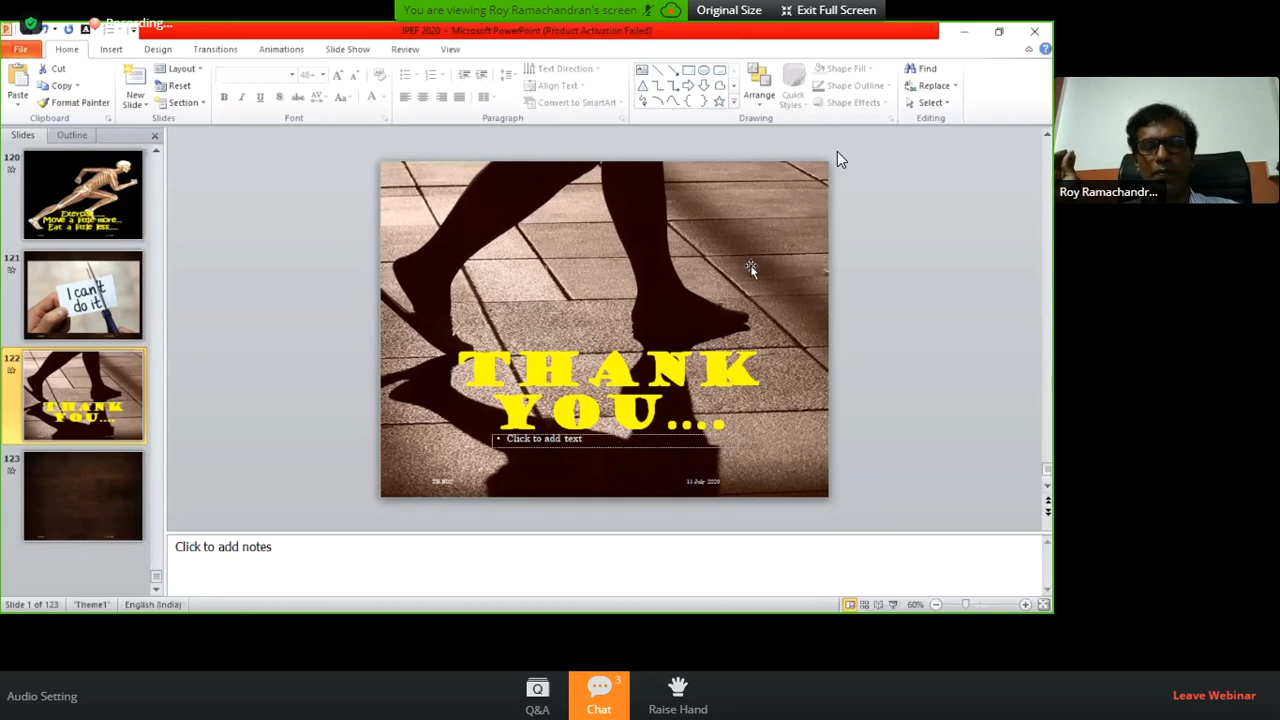 You are viewing Roy Ramachandran's screen
Original Size
Exit Full Screen
Recording...
JPEF 2020 - Microsoft PowerPoint (Product Activation Failed)
File
Home
Insert
Design
Transitions
Animations
Slide Show
Review
View
Paste
Cut
Copy
Format Painter
Clipboard
New Slide
Layout
Reset
Section
Slides
48+
Font
Paragraph
Text Direction
Align Text
Convert to SmartArt
Arrange
Quick Styles
Shape Fill
Shape Outline
Shape Effects
Drawing
Find
Replace
Select
Editing
Slides
Outline
120
Exercise....
Move a little more...
Eat a little less....
121
I can't
do it
122
THANK
YOU....
123
THANK
YOU....
• Click to add text
11 July 2020
Click to add notes
Slide 1 of 123
"Theme1"
English (India)
60%
Roy Ramachandr...
Audio Setting
Q&A
Chat
3
Raise Hand
Leave Webinar